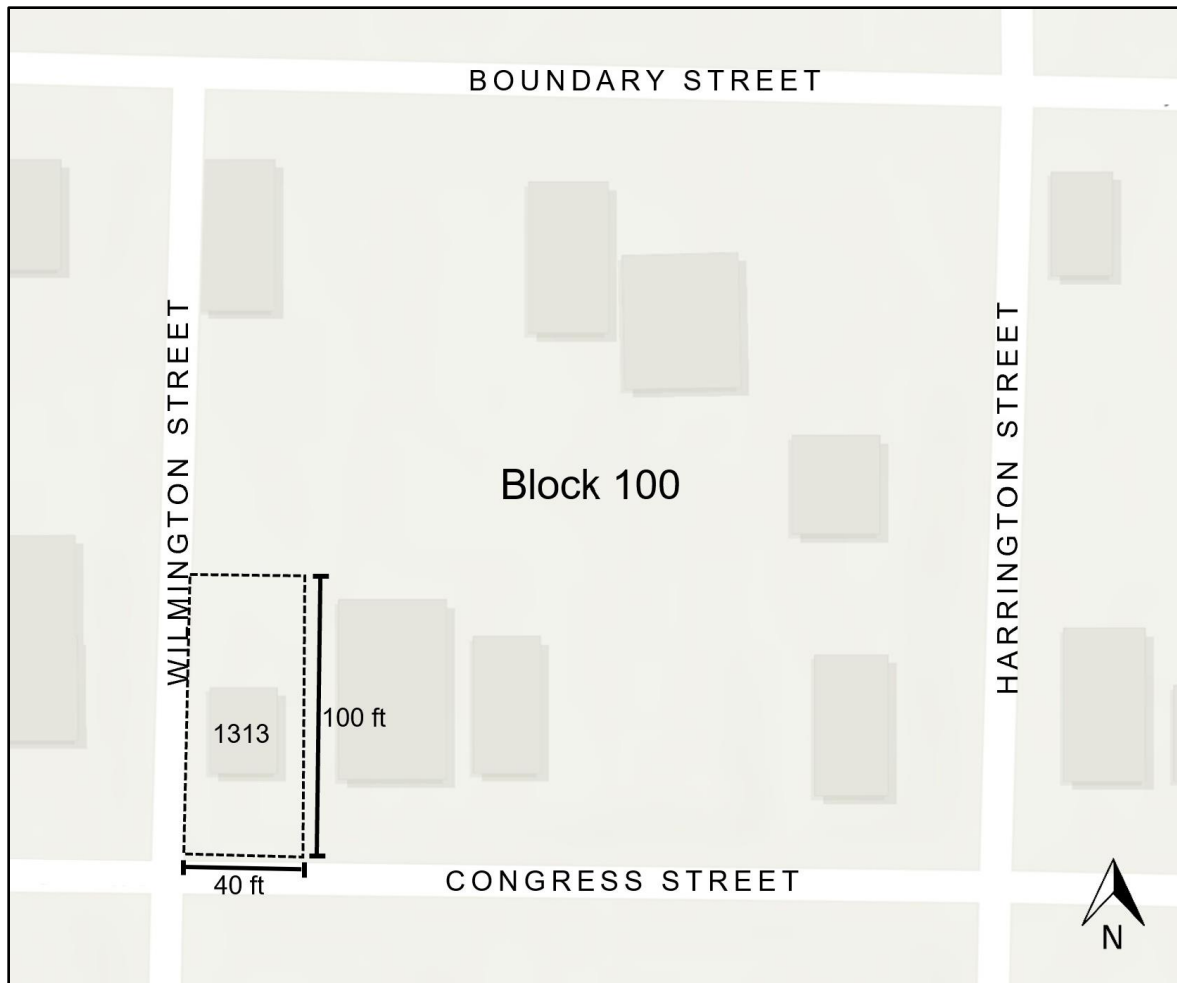 BOUNDARY STREET
WILMINGTON STREET
HARRINGTON STREET
Block 100
1313
100 ft
40 ft
CONGRESS STREET
N